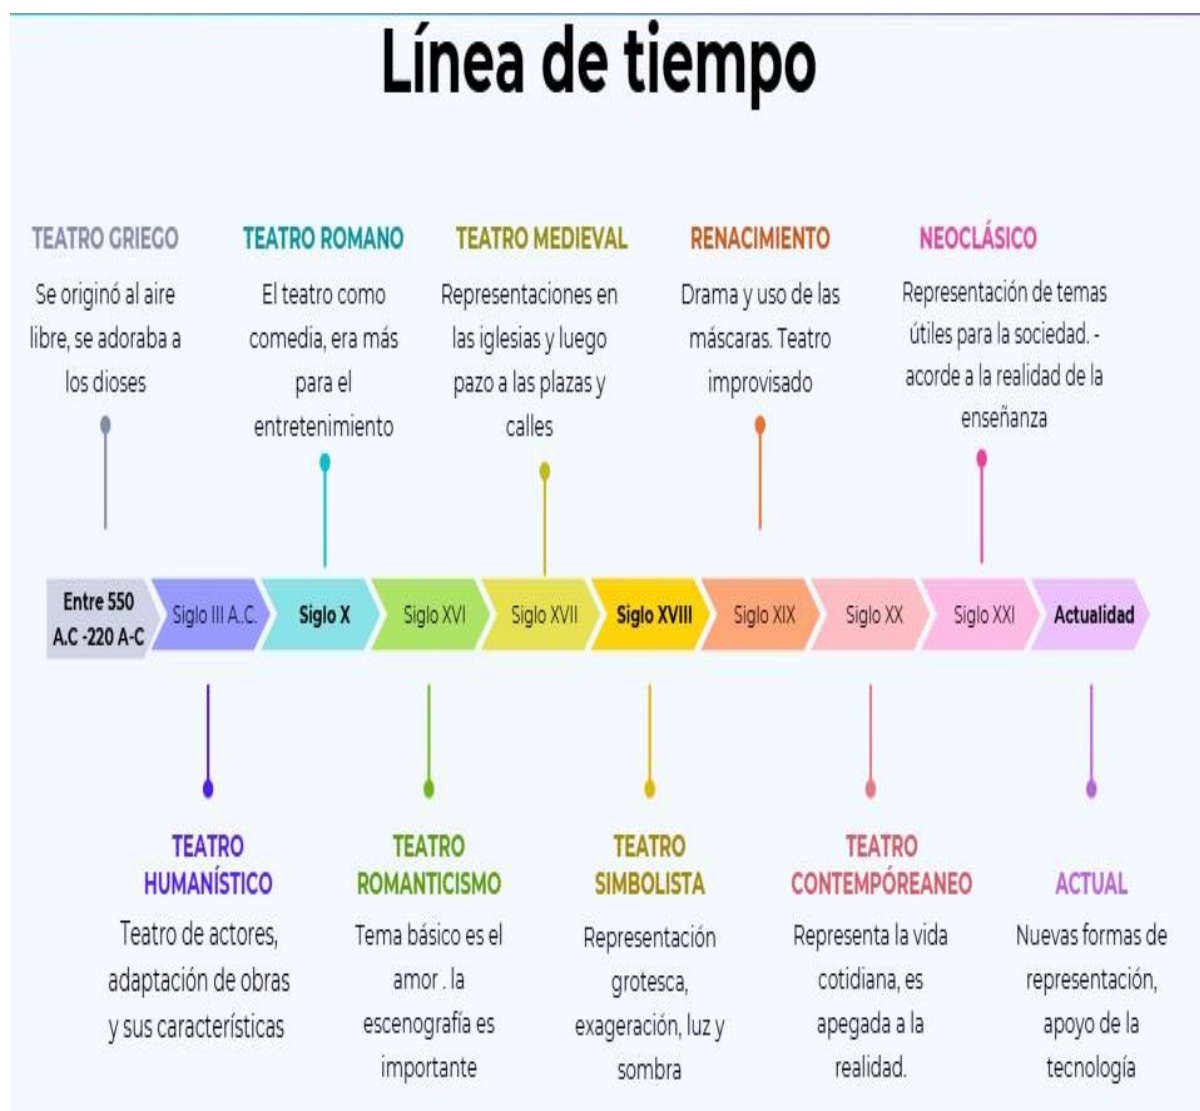 Línea de tiempo
TEATRO GRIEGO
Se originó al aire
libre, se adoraba a
los dioses
TEATRO ROMANO
El teatro como
comedia, era más
para el
entretenimiento
TEATRO MEDIEVAL
Representaciones en
las iglesias y luego
pazo a las plazas y
calles
RENACIMIENTO
Drama y uso de las
máscaras. Teatro
improvisado
NEOCLÁSICO
Representación de temas
útiles para la sociedad. -
acorde a la realidad de la
enseñanza
Entre 550
A.C -220 A-C
Siglo III A.C.
Siglo X
Siglo XVI
Siglo XVII
Siglo XVIII
Siglo XIX
Siglo XX
Siglo XXI
Actualidad
TEATRO
HUMANÍSTICO
Teatro de actores,
adaptación de obras
y sus características
TEATRO
ROMANTICISMO
Tema básico es el
amor . la
escenografía es
importante
TEATRO
SIMBOLISTA
Representación
grotesca,
exageración, luz y
sombra
TEATRO
CONTEMPÓREANEO
Representa la vida
cotidiana, es
apegada a la
realidad.
ACTUAL
Nuevas formas de
representación,
apoyo de la
tecnología